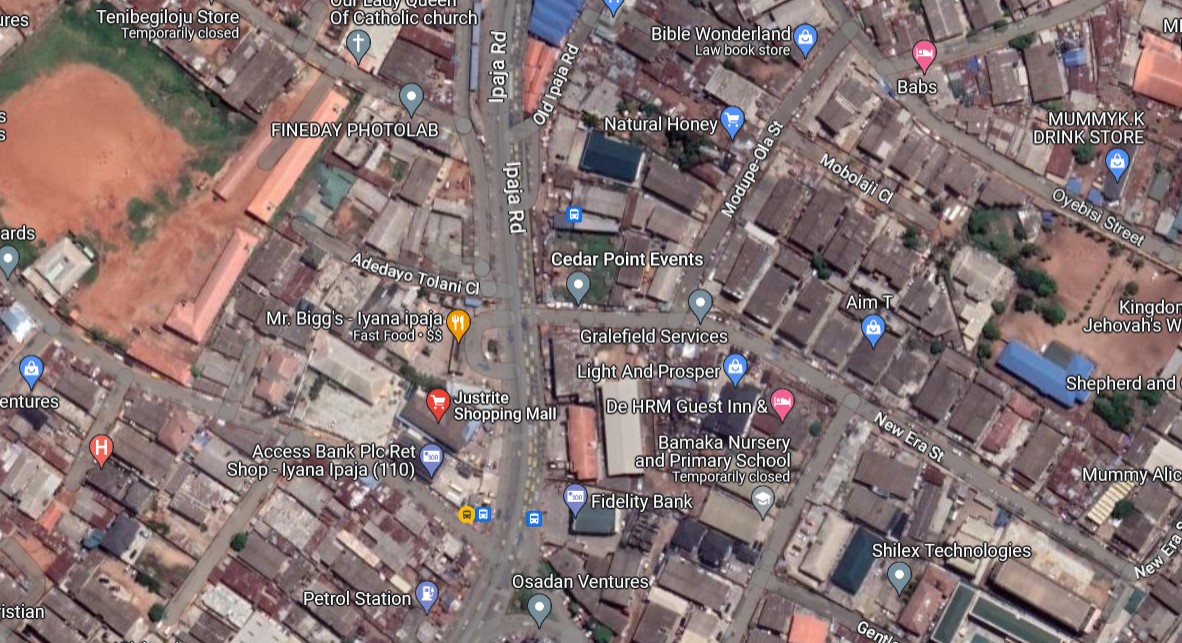 Our Lady Queen
Of Catholic church
Tenibegiloju Store
Temporarily closed
ures
Ipaja Rd
Old Ipaja Rd
Bible Wonderland
Law book store
Babs
FINEDAY PHOTOLAB
Natural Honey
MUMMYK.K
DRINK STORE
Modupe-Ola St
Mobolaji Cl
Ipaja Rd
Oyebisi Street
ards
Adedayo Tolani Cl
Cedar Point Events
Mr. Bigg's - Iyana ipaja
Fast Food · $$
Aim T
Kingdom
Jehovah's W
Gralefield Services
Light And Prosper
Shepherd and
entures
Justrite
Shopping Mall
De HRM Guest Inn &
New Era St
H
Access Bank Plc Ret
Shop - Iyana Ipaja (110)
Bamaka Nursery
and Primary School
Temporarily closed
Mummy Alic
Fidelity Bank
Shilex Technologies
New Era S
Osadan Ventures
Petrol Station
istian
Gentl